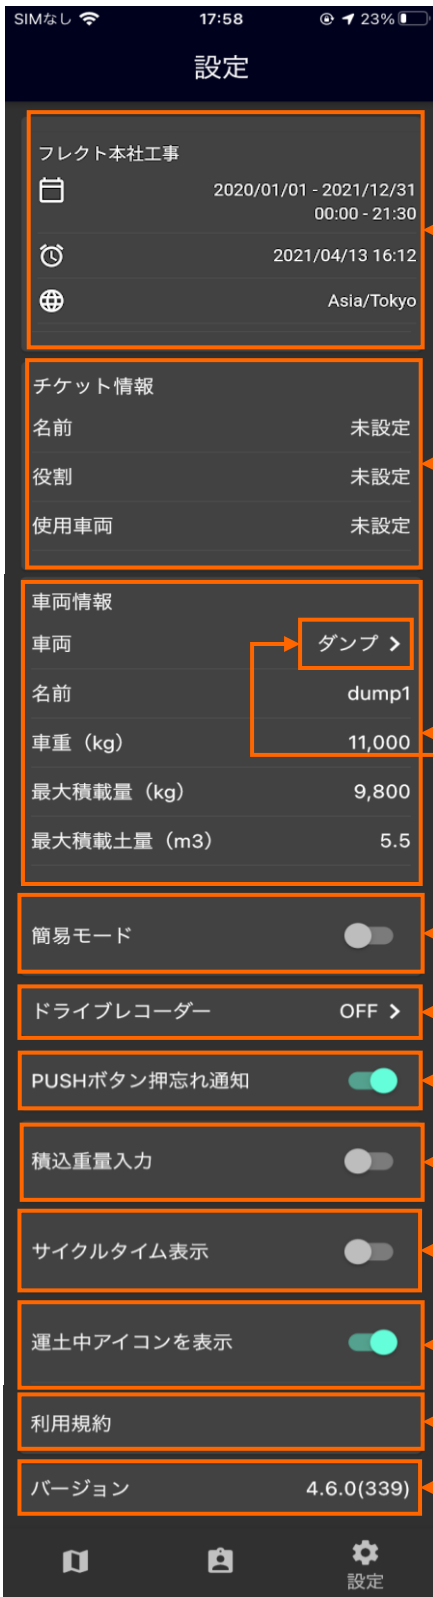 SIMなし 17:58 23%
設定
フレクト本社工事
2020/01/01 - 2021/12/31
00:00 - 21:30
2021/04/13 16:12
Asia/Tokyo
チケット情報
名前 未設定
役割 未設定
使用車両 未設定
車両情報
車両 ダンプ
名前 dump1
車重（kg） 11,000
最大積載量（kg） 9,800
最大積載土量（m3） 5.5
簡易モード
ドライブレコーダー OFF
PUSHボタン押忘れ通知
積込重量入力
サイクルタイム表示
運土中アイコンを表示
利用規約
バージョン 4.6.0(339)
設定